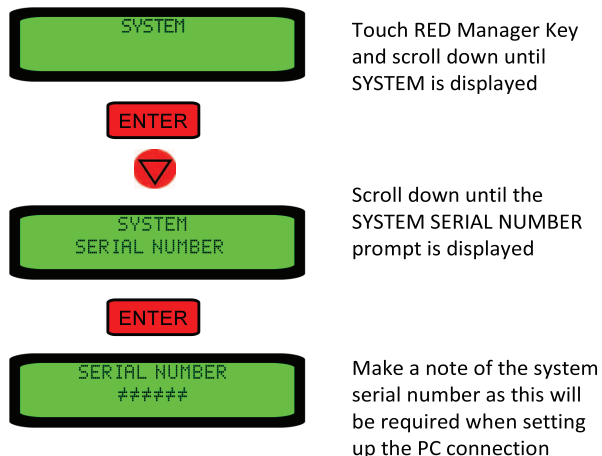 SYSTEM
Touch RED Manager Key
and scroll down until
SYSTEM is displayed
ENTER
SYSTEM
SERIAL NUMBER
Scroll down until the
SYSTEM SERIAL NUMBER
prompt is displayed
ENTER
SERIAL NUMBER
≠≠≠≠≠≠
Make a note of the system
serial number as this will
be required when setting
up the PC connection